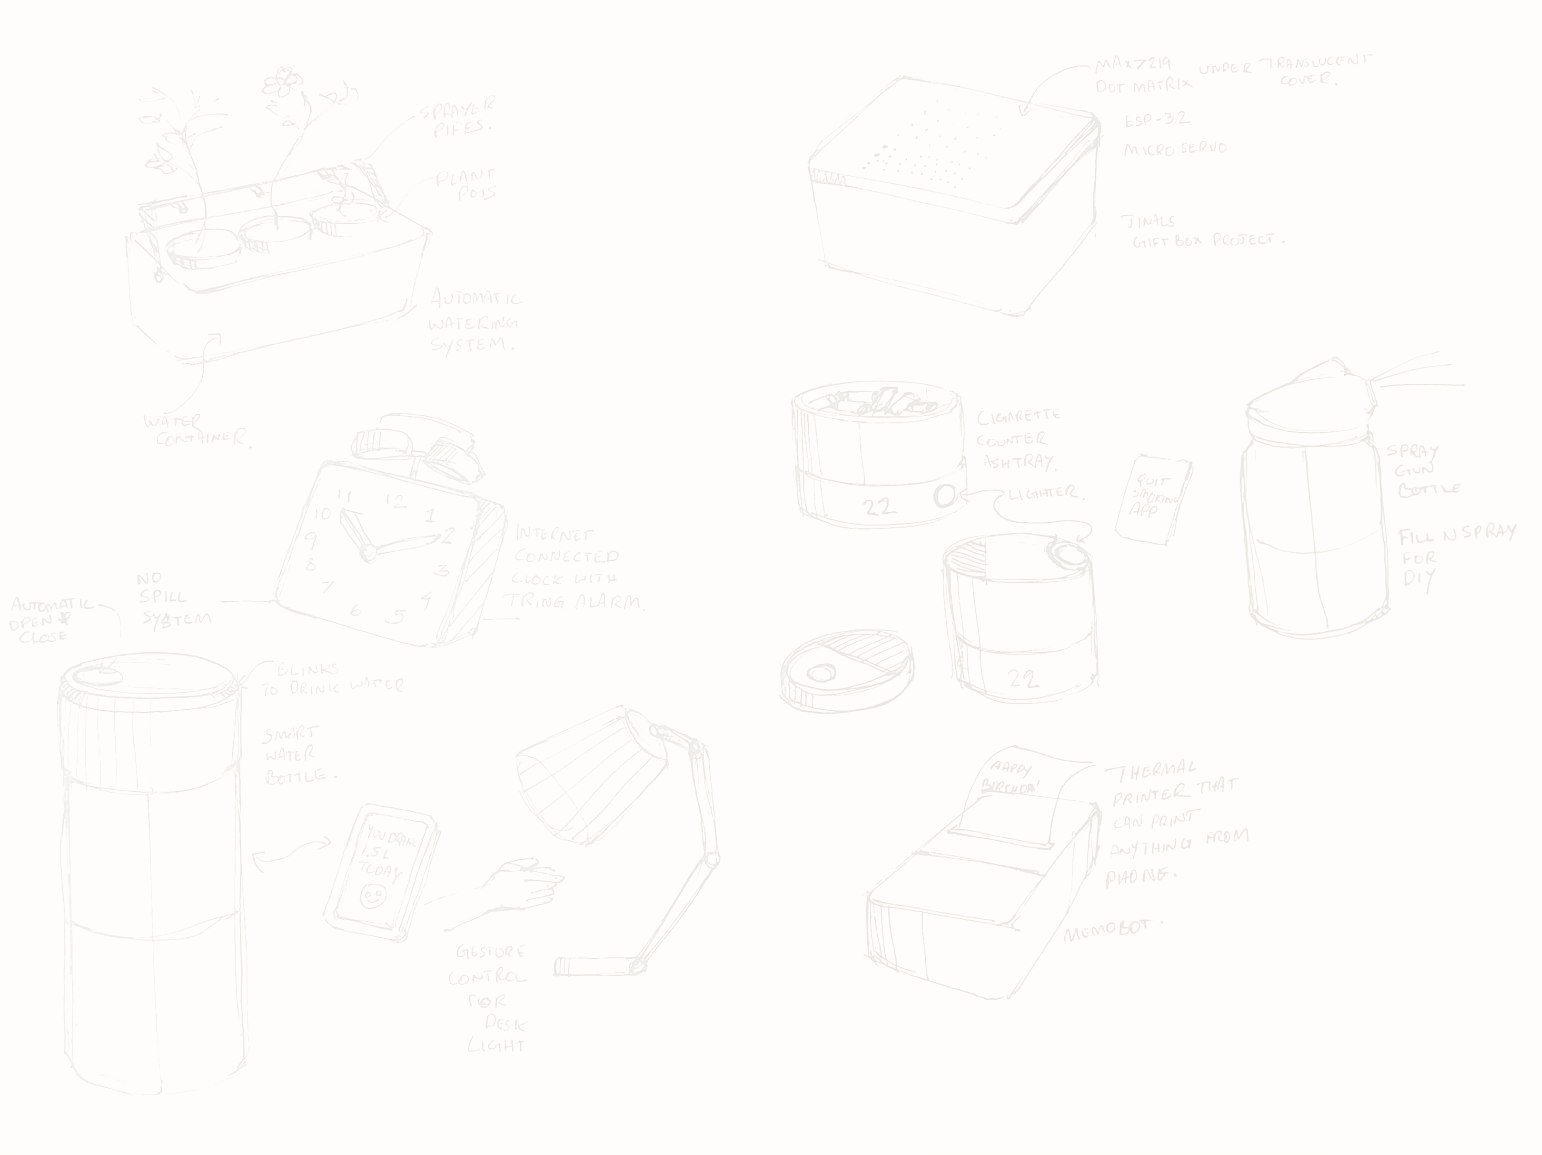 SPRAYER
PIPES.
PLANT
POTS
AUTOMATIC
WATERING
SYSTEM.
WATER
CONTAINER.
11 12 1
10 2
9 3
8 4
7 6 5
INTERNET
CONNECTED
CLOCK WITH
TRING ALARM.
NO
SPILL
SYSTEM
AUTOMATIC
OPEN &
CLOSE
BLINKS
TO DRINK WATER
SMART
WATER
BOTTLE.
YOU DRANK
1.5 L
TODAY
GESTURE
CONTROL
FOR
DESK
LIGHT
MAX7219
DOT MATRIX UNDER TRANSLUCENT
COVER.
ESP-32
MICRO SERVO
GIFT BOX PROJECT.
CIGARETTE
COUNTER
ASHTRAY.
LIGHTER.
22
QUIT
SMOKING
APP
22
SPRAY
GUN
BOTTLE
FILL N SPRAY
FOR
DIY
HAPPY
THERMAL
PRINTER THAT
CAN PRINT
ANYTHING FROM
PHONE.
MEMOBOT.